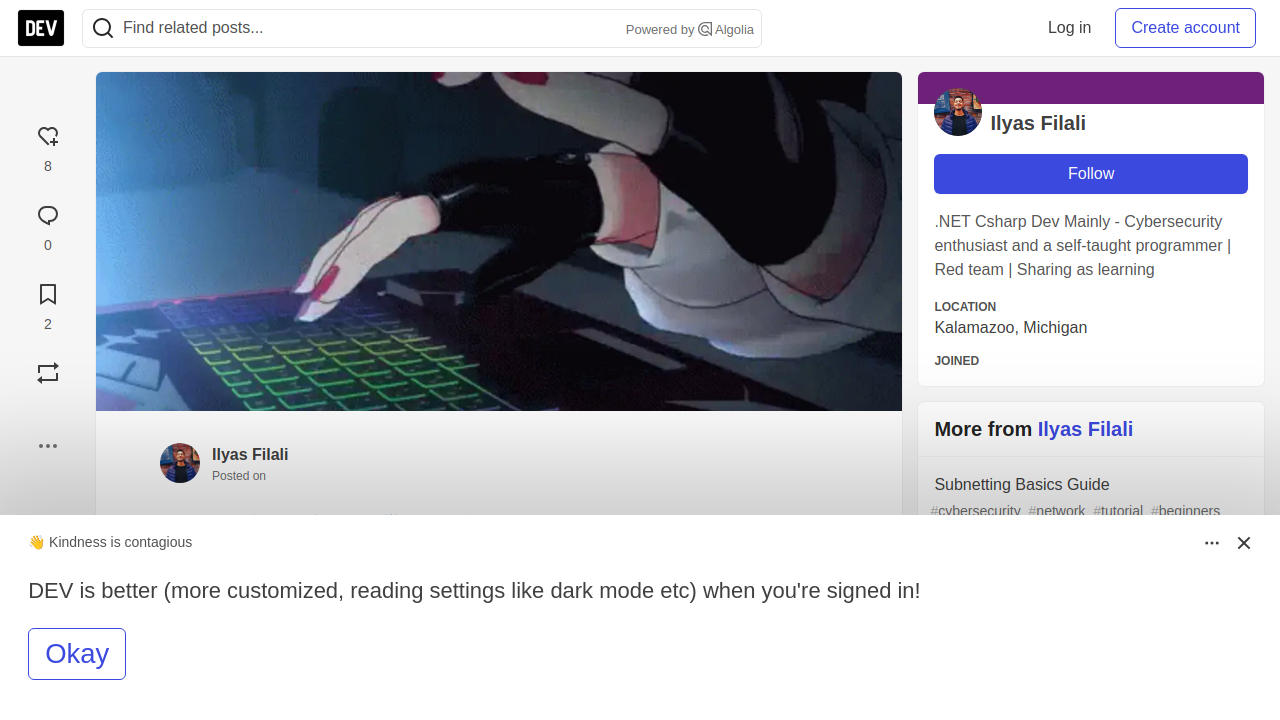 DEV
Find related posts...
Powered by Algolia
Log in
Create account
8
0
2
Ilyas Filali
Follow
.NET Csharp Dev Mainly - Cybersecurity
enthusiast and a self-taught programmer |
Red team | Sharing as learning
LOCATION
Kalamazoo, Michigan
JOINED
Ilyas Filali
Posted on
More from Ilyas Filali
Subnetting Basics Guide
#cybersecurity #network #tutorial #beginners
👋 Kindness is contagious
DEV is better (more customized, reading settings like dark mode etc) when you're signed in!
Okay